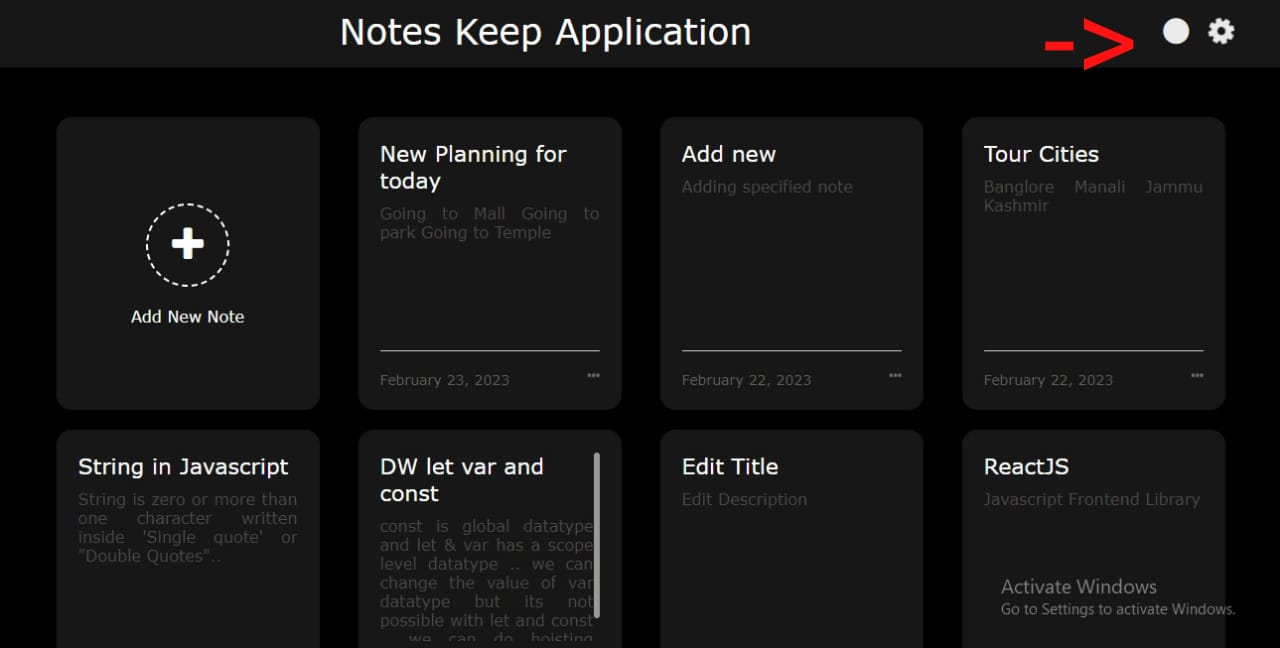 Notes Keep Application
->
Add New Note
New Planning for
today
Going to Mall Going to
park Going to Temple
February 23, 2023
Add new
Adding specified note
February 22, 2023
Tour Cities
Banglore Manali Jammu
Kashmir
February 22, 2023
String in Javascript
String is zero or more than
one character written
inside 'Single quote' or
"Double Quotes"..
DW let var and
const
const is global datatype
and let & var has a scope
level datatype .. we can
change the value of var
datatype but its not
possible with let and const
.. we can do hoisting
Edit Title
Edit Description
ReactJS
Javascript Frontend Library
Activate Windows
Go to Settings to activate Windows.